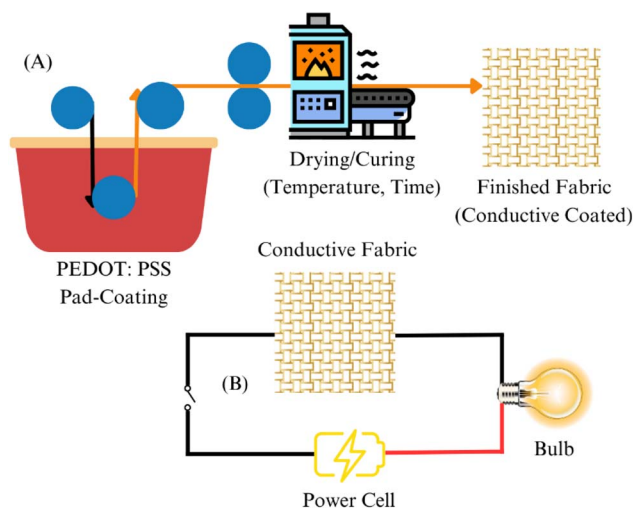 (A)
Drying/Curing
(Temperature, Time)
Finished Fabric
(Conductive Coated)
PEDOT: PSS
Pad-Coating
Conductive Fabric
(B)
Bulb
Power Cell